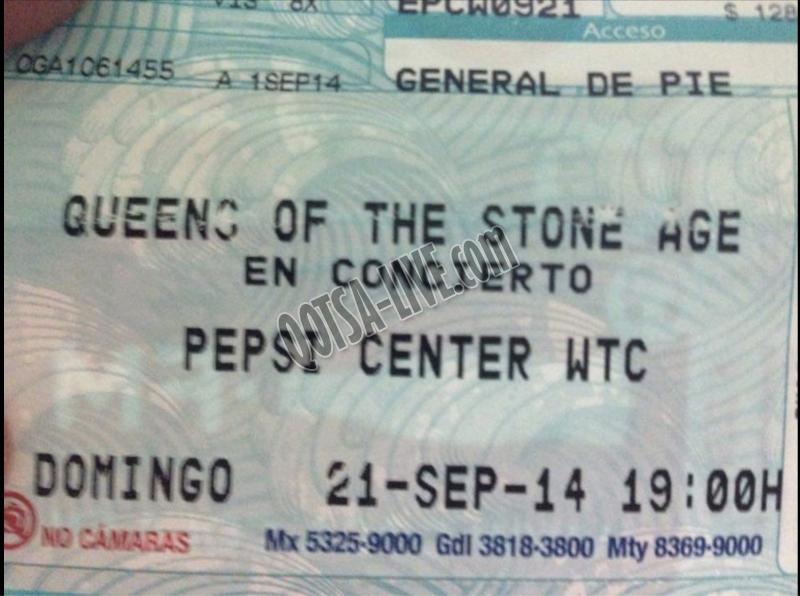 EPCW0921 $ 128
Acceso
OGA1061455 A 1SEP14 GENERAL DE PIE
QUEENS OF THE STONE AGE
EN CONCIERTO
QOTSA-LIVE.com
PEPSI CENTER WTC
DOMINGO 21-SEP-14 19:00H
NO CÁMARAS Mx 5325-9000 Gdl 3818-3800 Mty 8369-9000